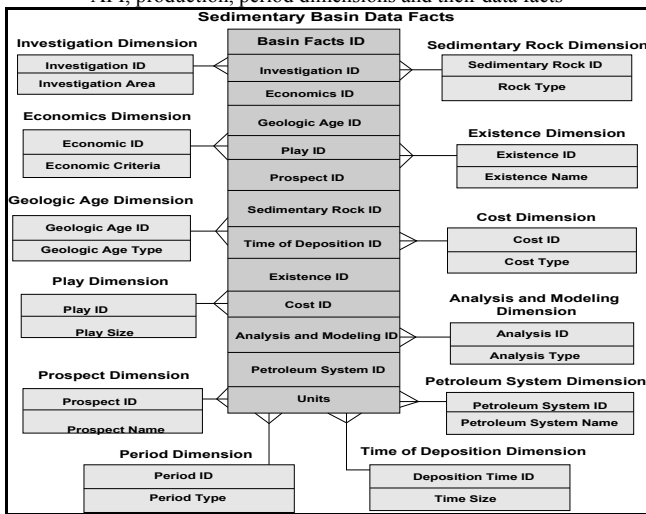 API, production, period dimensions and their data facts
Sedimentary Basin Data Facts
Investigation Dimension
Investigation ID
Investigation Area
Economics Dimension
Economic ID
Economic Criteria
Geologic Age Dimension
Geologic Age ID
Geologic Age Type
Play Dimension
Play ID
Play Size
Prospect Dimension
Prospect ID
Prospect Name
Period Dimension
Period ID
Period Type
Basin Facts ID
Investigation ID
Economics ID
Geologic Age ID
Play ID
Prospect ID
Sedimentary Rock ID
Time of Deposition ID
Existence ID
Cost ID
Analysis and Modeling ID
Petroleum System ID
Units
Sedimentary Rock Dimension
Sedimentary Rock ID
Rock Type
Existence Dimension
Existence ID
Existence Name
Cost Dimension
Cost ID
Cost Type
Analysis and Modeling
Dimension
Analysis ID
Analysis Type
Petroleum System Dimension
Petroleum System ID
Petroleum System Name
Time of Deposition Dimension
Deposition Time ID
Time Size